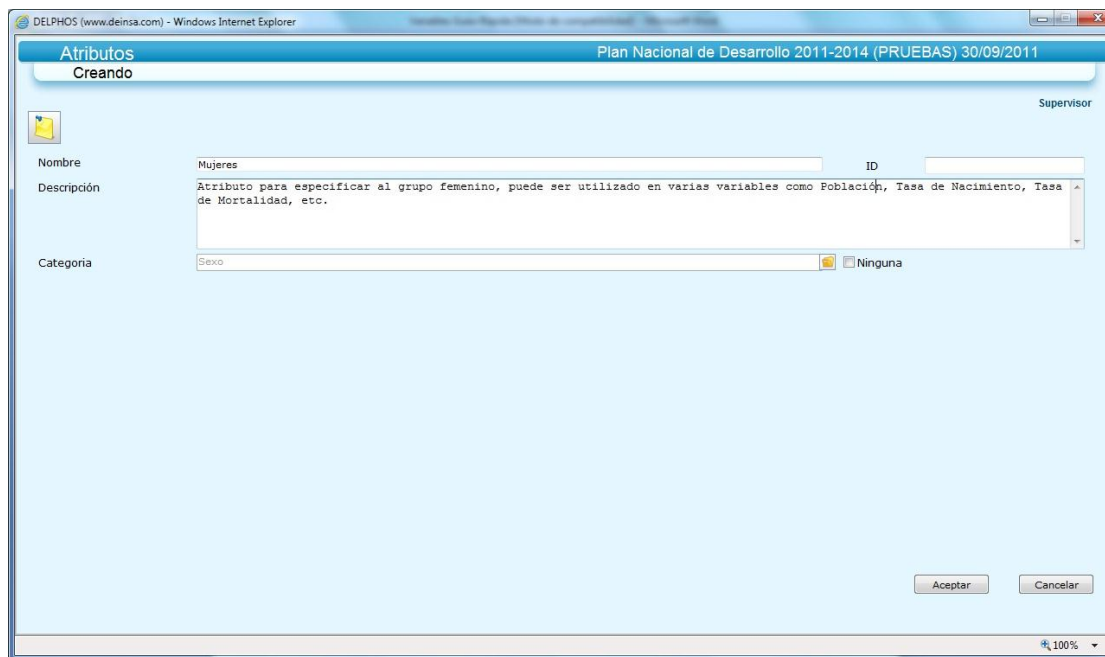 DELPHOS (www.deinsa.com) - Windows Internet Explorer
Atributos
Plan Nacional de Desarrollo 2011-2014 (PRUEBAS) 30/09/2011
Creando
Supervisor
Nombre
Mujeres
ID
Descripción
Atributo para especificar al grupo femenino, puede ser utilizado en varias variables como Población, Tasa de Nacimiento, Tasa
de Mortalidad, etc.
Categoria
Sexo
Ninguna
Aceptar
Cancelar
100%